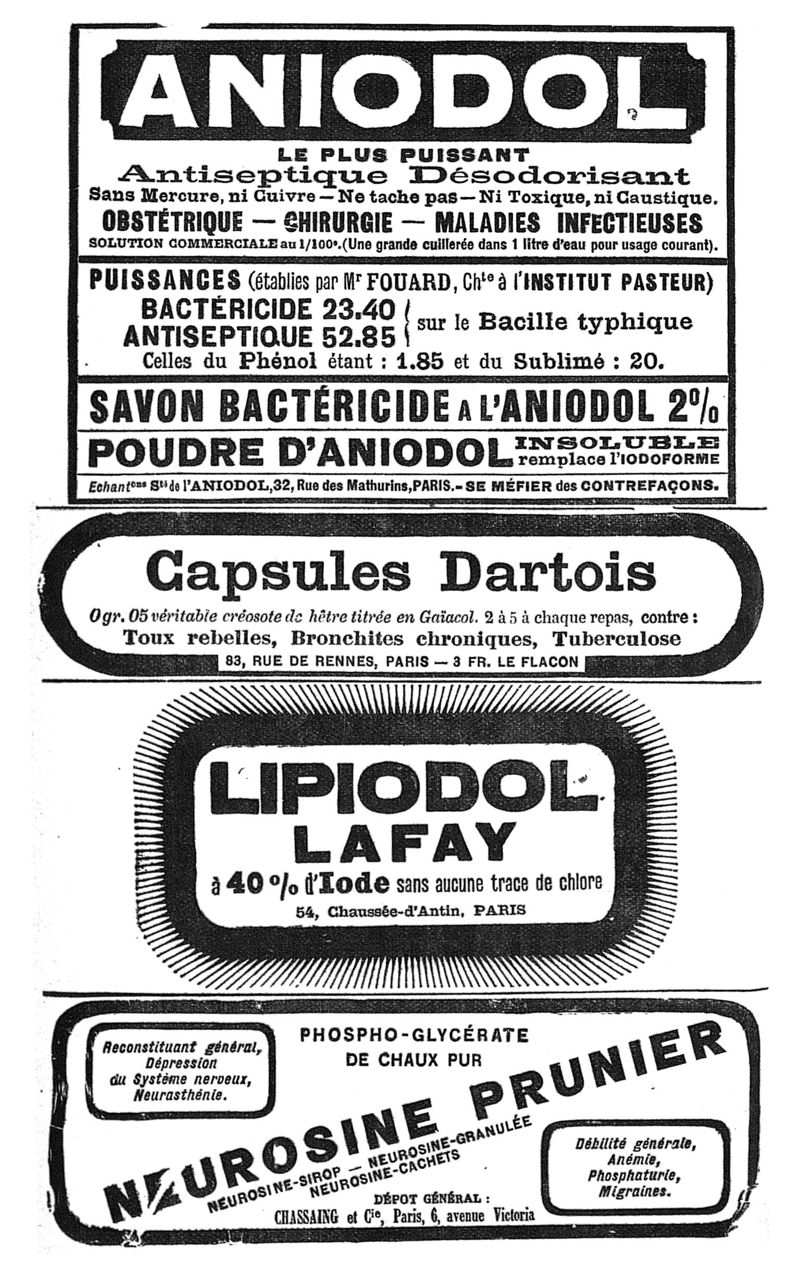 ANIODOL
LE PLUS PUISSANT
Antiseptique Désodorisant
Sans Mercure, ni Cuivre — Ne tache pas — Ni Toxique, ni Caustique.
OBSTÉTRIQUE — CHIRURGIE — MALADIES INFECTIEUSES
SOLUTION COMMERCIALE au 1/100e. (Une grande cuillerée dans 1 litre d'eau pour usage courant).
PUISSANCES (établies par Mr FOUARD, Chte à l'INSTITUT PASTEUR)
BACTÉRICIDE 23.40
ANTISEPTIQUE 52.85
sur le Bacille typhique
Celles du Phénol étant : 1.85 et du Sublimé : 20.
SAVON BACTÉRICIDE A L'ANIODOL 2%
POUDRE D'ANIODOL INSOLUBLE
remplace l'IODOFORME
Echantons Sté de l'ANIODOL, 32, Rue des Mathurins, PARIS. - SE MÉFIER des CONTREFAÇONS.
Capsules Dartois
0gr. 05 véritable créosote de hêtre titrée en Gaïacol. 2 à 5 à chaque repas, contre :
Toux rebelles, Bronchites chroniques, Tuberculose
83, RUE DE RENNES, PARIS — 3 FR. LE FLACON
LIPIODOL
LAFAY
à 40 % d'Iode sans aucune trace de chlore
54, Chaussée-d'Antin, PARIS
PHOSPHO-GLYCÉRATE
DE CHAUX PUR
Reconstituant général,
Dépression
du Système nerveux,
Neurasthénie.
NEUROSINE PRUNIER
NEUROSINE-SIROP — NEUROSINE-GRANULÉE
NEUROSINE-CACHETS
Débilité générale,
Anémie,
Phosphaturie,
Migraines.
DÉPOT GÉNÉRAL :
CHASSAING et Cie, Paris, 6, avenue Victoria